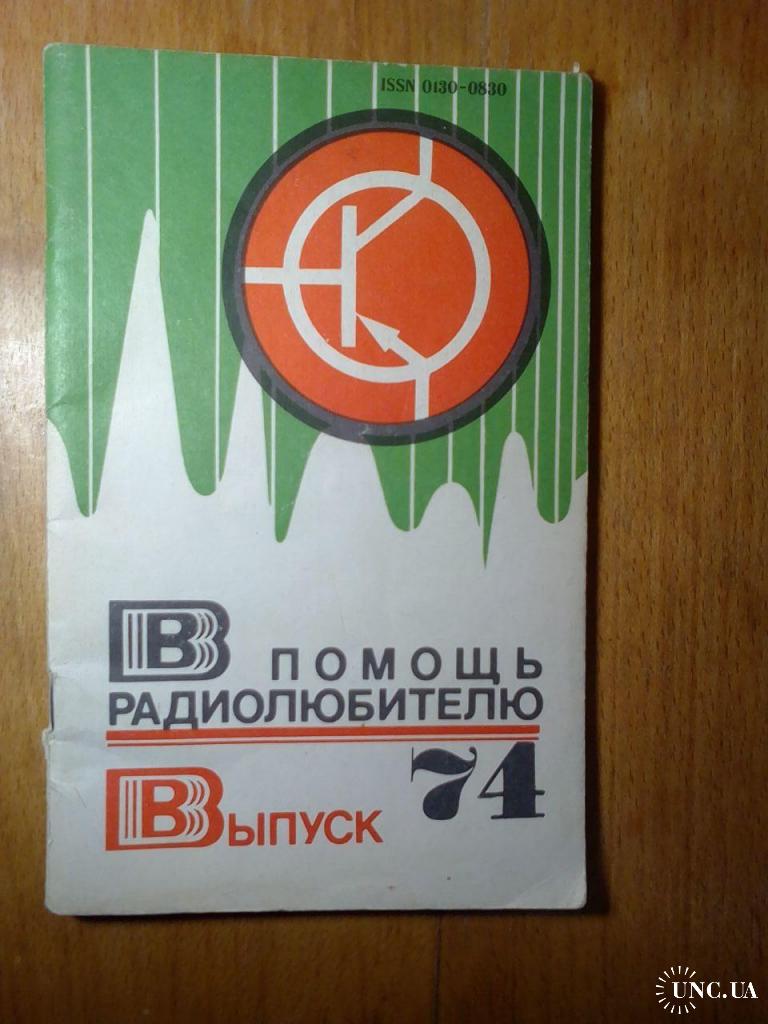 ISSN 0130-0830
В ПОМОЩЬ
РАДИОЛЮБИТЕЛЮ
Выпуск 74
UNC.UA